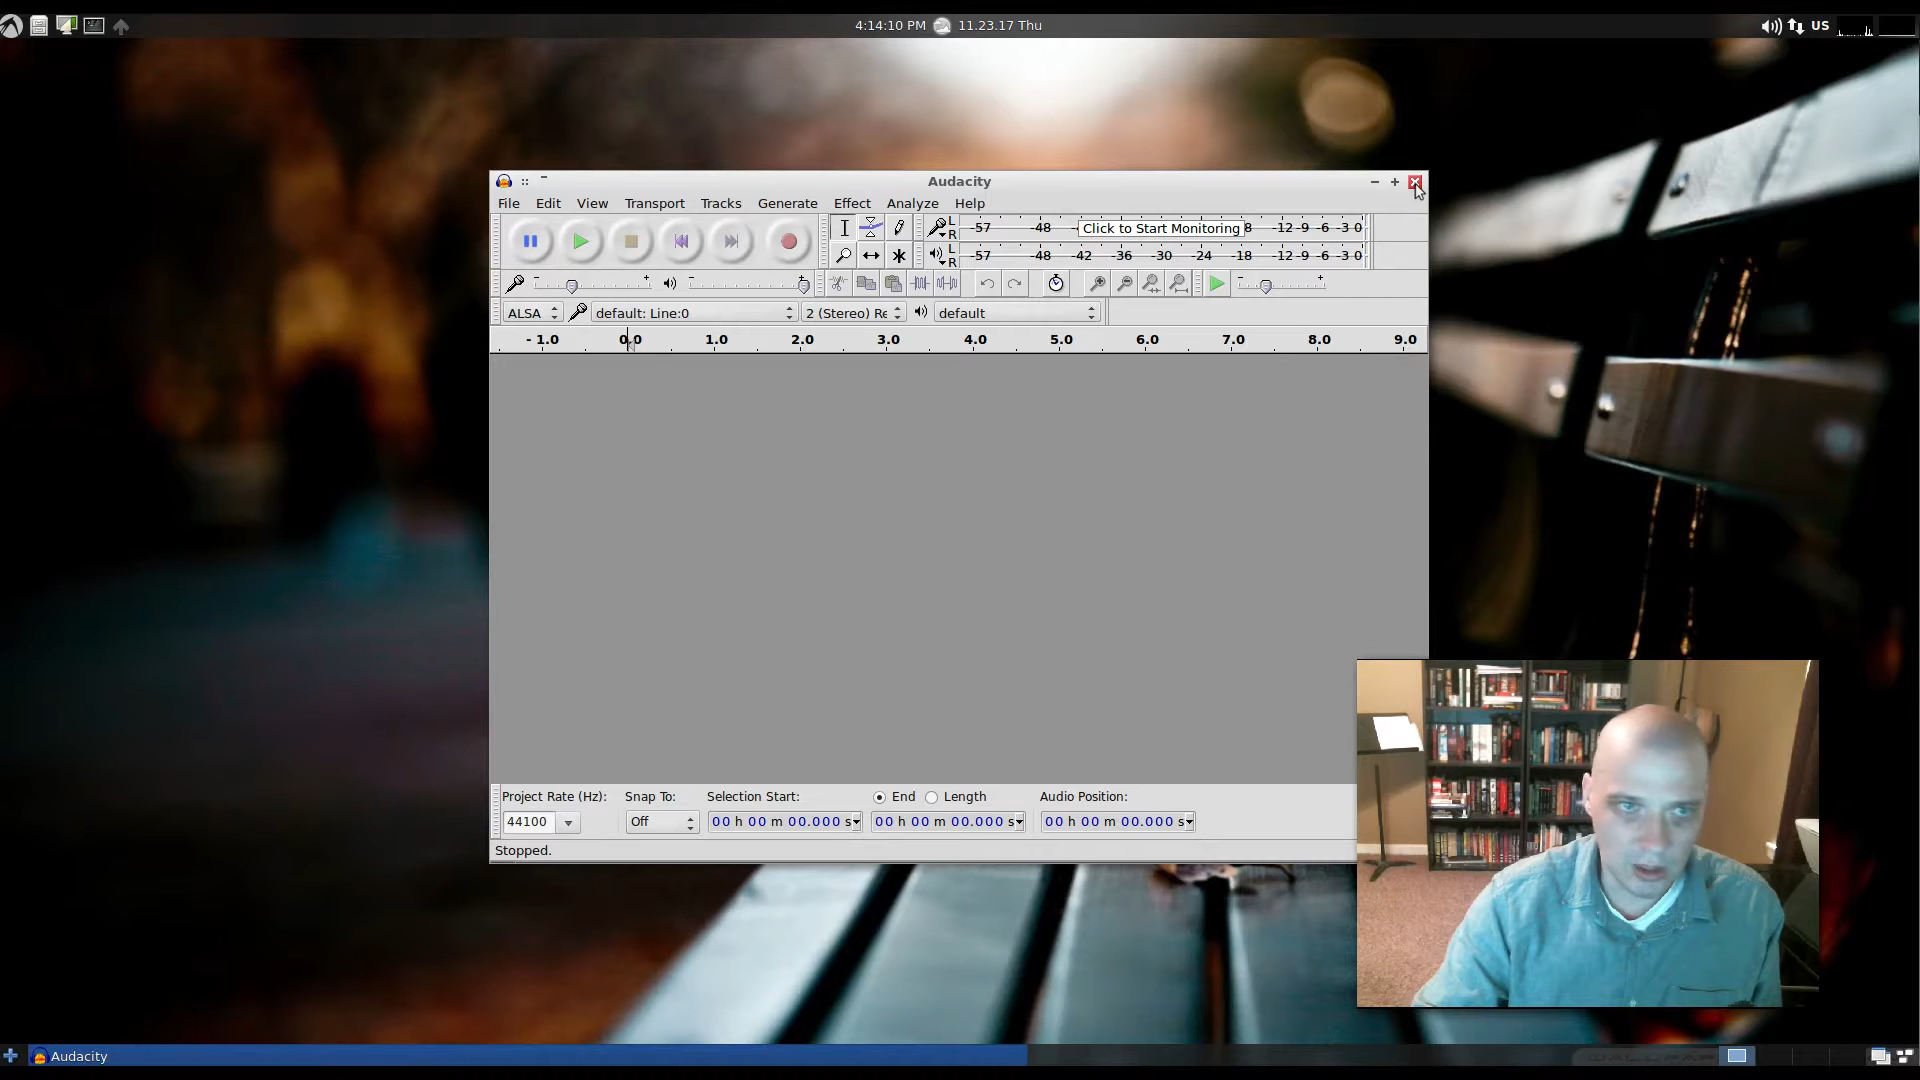 4:14:10 PM 11.23.17 Thu US
Audacity
File Edit View Transport Tracks Generate Effect Analyze Help
L R -57 -48 -4 Click to Start Monitoring 8 -12 -9 -6 -3 0
L R -57 -48 -42 -36 -30 -24 -18 -12 -9 -6 -3 0
ALSA default: Line:0 2 (Stereo) Re default
- 1.0 0.0 1.0 2.0 3.0 4.0 5.0 6.0 7.0 8.0 9.0
Project Rate (Hz): Snap To: Selection Start: End Length Audio Position:
44100 Off 00 h 00 m 00.000 s 00 h 00 m 00.000 s 00 h 00 m 00.000 s
Stopped.
Audacity